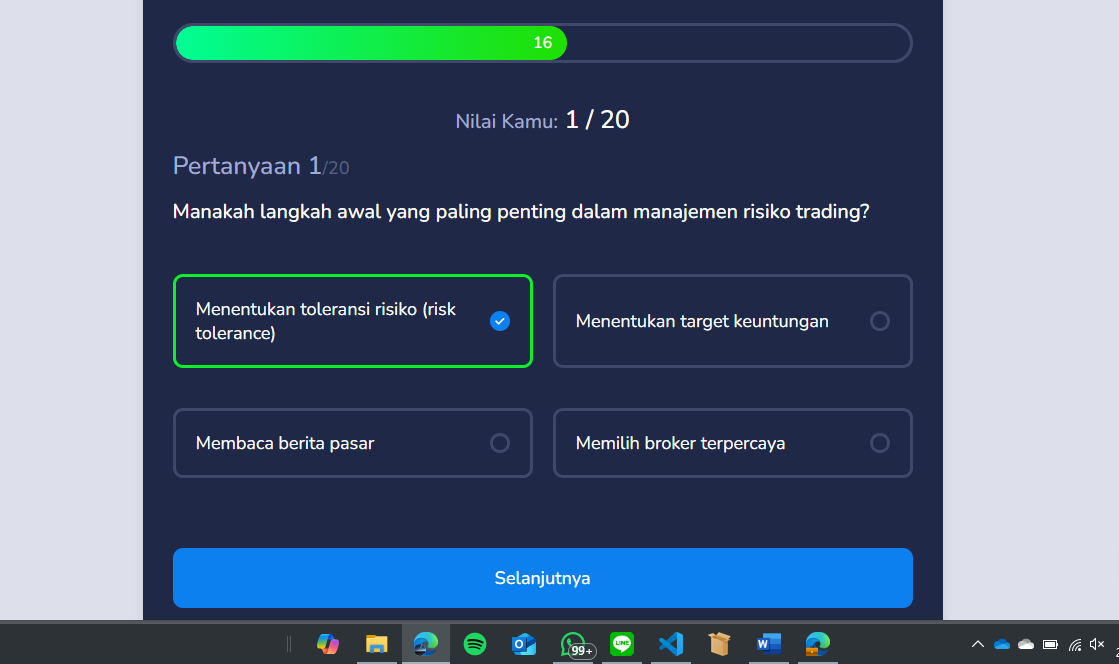 16
Nilai Kamu: 1 / 20
Pertanyaan 1/20
Manakah langkah awal yang paling penting dalam manajemen risiko trading?
Menentukan toleransi risiko (risk
tolerance)
Menentukan target keuntungan
Membaca berita pasar
Memilih broker terpercaya
Selanjutnya
99+
LINE